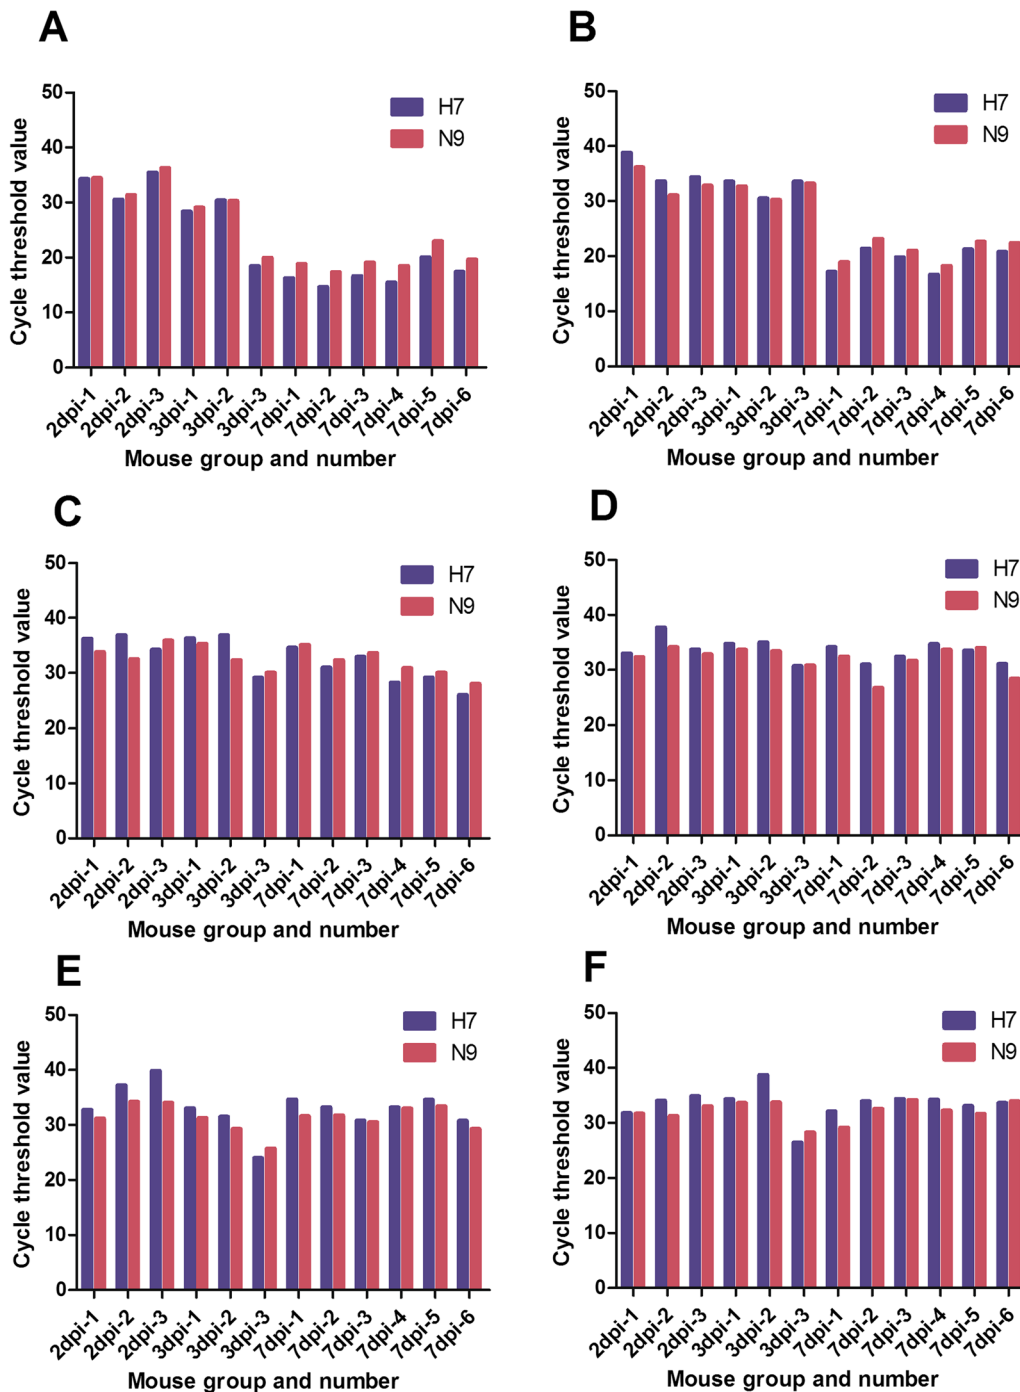 A
Cycle threshold value
50
40
30
20
10
0
H7
N9
2dpi-1
2dpi-2
2dpi-3
3dpi-1
3dpi-2
3dpi-3
7dpi-1
7dpi-2
7dpi-3
7dpi-4
7dpi-5
7dpi-6
Mouse group and number
B
Cycle threshold value
50
40
30
20
10
0
H7
N9
2dpi-1
2dpi-2
2dpi-3
3dpi-1
3dpi-2
3dpi-3
7dpi-1
7dpi-2
7dpi-3
7dpi-4
7dpi-5
7dpi-6
Mouse group and number
C
Cycle threshold value
50
40
30
20
10
0
H7
N9
2dpi-1
2dpi-2
2dpi-3
3dpi-1
3dpi-2
3dpi-3
7dpi-1
7dpi-2
7dpi-3
7dpi-4
7dpi-5
7dpi-6
Mouse group and number
D
Cycle threshold value
50
40
30
20
10
0
H7
N9
2dpi-1
2dpi-2
2dpi-3
3dpi-1
3dpi-2
3dpi-3
7dpi-1
7dpi-2
7dpi-3
7dpi-4
7dpi-5
7dpi-6
Mouse group and number
E
Cycle threshold value
50
40
30
20
10
0
H7
N9
2dpi-1
2dpi-2
2dpi-3
3dpi-1
3dpi-2
3dpi-3
7dpi-1
7dpi-2
7dpi-3
7dpi-4
7dpi-5
7dpi-6
Mouse group and number
F
Cycle threshold value
50
40
30
20
10
0
H7
N9
2dpi-1
2dpi-2
2dpi-3
3dpi-1
3dpi-2
3dpi-3
7dpi-1
7dpi-2
7dpi-3
7dpi-4
7dpi-5
7dpi-6
Mouse group and number